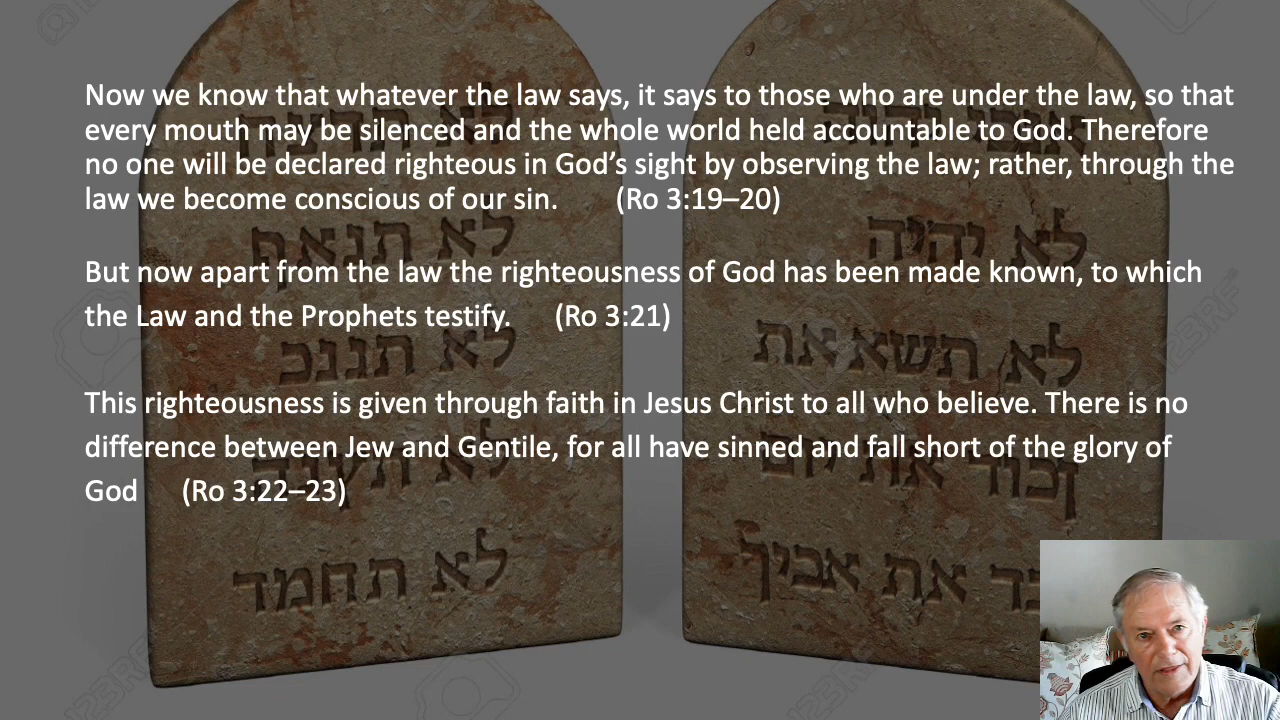 Now we know that whatever the law says, it says to those who are under the law, so that
every mouth may be silenced and the whole world held accountable to God. Therefore
no one will be declared righteous in God’s sight by observing the law; rather, through the
law we become conscious of our sin. (Ro 3:19–20)
But now apart from the law the righteousness of God has been made known, to which
the Law and the Prophets testify. (Ro 3:21)
This righteousness is given through faith in Jesus Christ to all who believe. There is no
difference between Jew and Gentile, for all have sinned and fall short of the glory of
God (Ro 3:22–23)
לא יהיה
לא תנאף
לא תשא את
לא תגנב
לא תחמד
את אביך
123RF